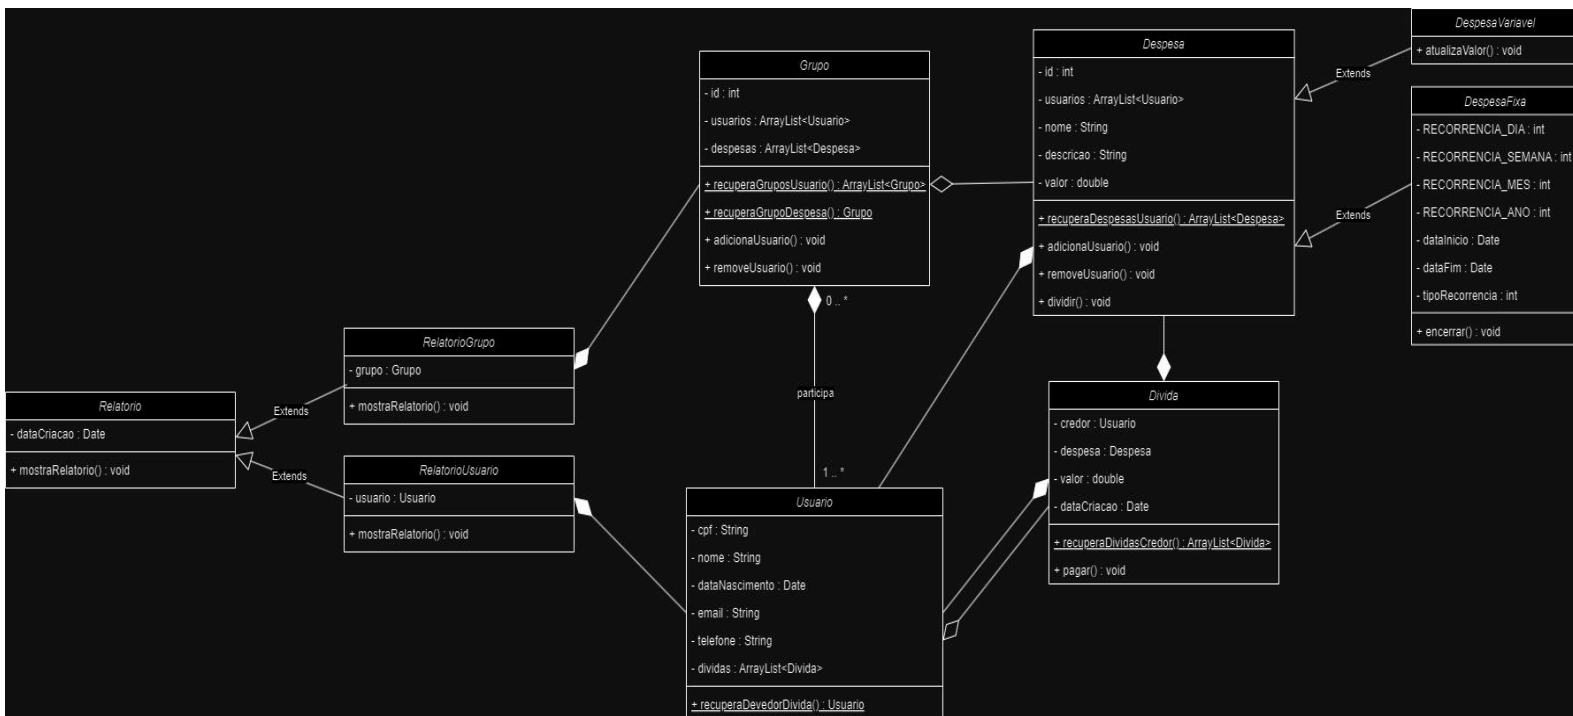 DespesaVariavel
+ atualizaValor() : void
Extends
DespesaFixa
- RECORRENCIA_DIA : int
- RECORRENCIA_SEMANA : int
- RECORRENCIA_MES : int
- RECORRENCIA_ANO : int
- dataInicio : Date
- dataFim : Date
- tipoRecorrencia : int
+ encerrar() : void
Extends
Despesa
- id : int
- usuarios : ArrayList<Usuario>
- nome : String
- descricao : String
- valor : double
+ recuperaDespesasUsuario() : ArrayList<Despesa>
+ adicionaUsuario() : void
+ removeUsuario() : void
+ dividir() : void
Grupo
- id : int
- usuarios : ArrayList<Usuario>
- despesas : ArrayList<Despesa>
+ recuperaGruposUsuario() : ArrayList<Grupo>
+ recuperaGrupoDespesa() : Grupo
+ adicionaUsuario() : void
+ removeUsuario() : void
0 .. *
participa
1 .. *
RelatorioGrupo
- grupo : Grupo
+ mostraRelatorio() : void
Extends
Relatorio
- dataCriacao : Date
+ mostraRelatorio() : void
Extends
RelatorioUsuario
- usuario : Usuario
+ mostraRelatorio() : void
Usuario
- cpf : String
- nome : String
- dataNascimento : Date
- email : String
- telefone : String
- dividas : ArrayList<Divida>
+ recuperaDevedorDivida() : Usuario
Divida
- credor : Usuario
- despesa : Despesa
- valor : double
- dataCriacao : Date
+ recuperaDividasCredor() : ArrayList<Divida>
+ pagar() : void